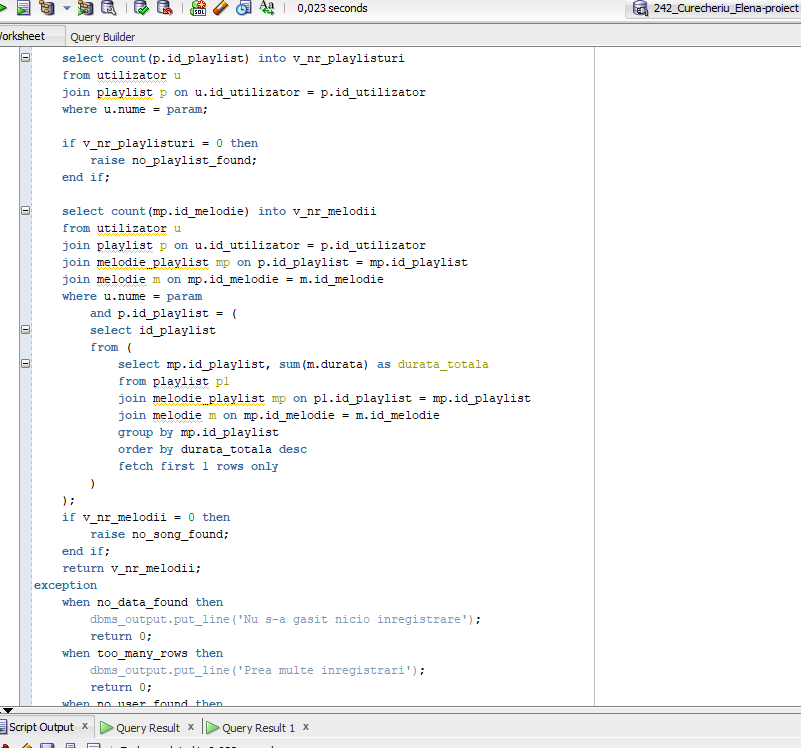 0,023 seconds
242_Curecheriu_Elena-proiect
Worksheet
Query Builder
select count(p.id_playlist) into v_nr_playlisturi
from utilizator u
join playlist p on u.id_utilizator = p.id_utilizator
where u.nume = param;
if v_nr_playlisturi = 0 then
raise no_playlist_found;
end if;
select count(mp.id_melodie) into v_nr_melodii
from utilizator u
join playlist p on u.id_utilizator = p.id_utilizator
join melodie_playlist mp on p.id_playlist = mp.id_playlist
join melodie m on mp.id_melodie = m.id_melodie
where u.nume = param
and p.id_playlist = (
select id_playlist
from (
select mp.id_playlist, sum(m.durata) as durata_totala
from playlist pl
join melodie_playlist mp on pl.id_playlist = mp.id_playlist
join melodie m on mp.id_melodie = m.id_melodie
group by mp.id_playlist
order by durata_totala desc
fetch first 1 rows only
)
);
if v_nr_melodii = 0 then
raise no_song_found;
end if;
return v_nr_melodii;
exception
when no_data_found then
dbms_output.put_line('Nu s-a gasit nicio inregistrare');
return 0;
when too_many_rows then
dbms_output.put_line('Prea multe inregistrari');
return 0;
when no_user_found then
Script Output x
Query Result x
Query Result 1 x